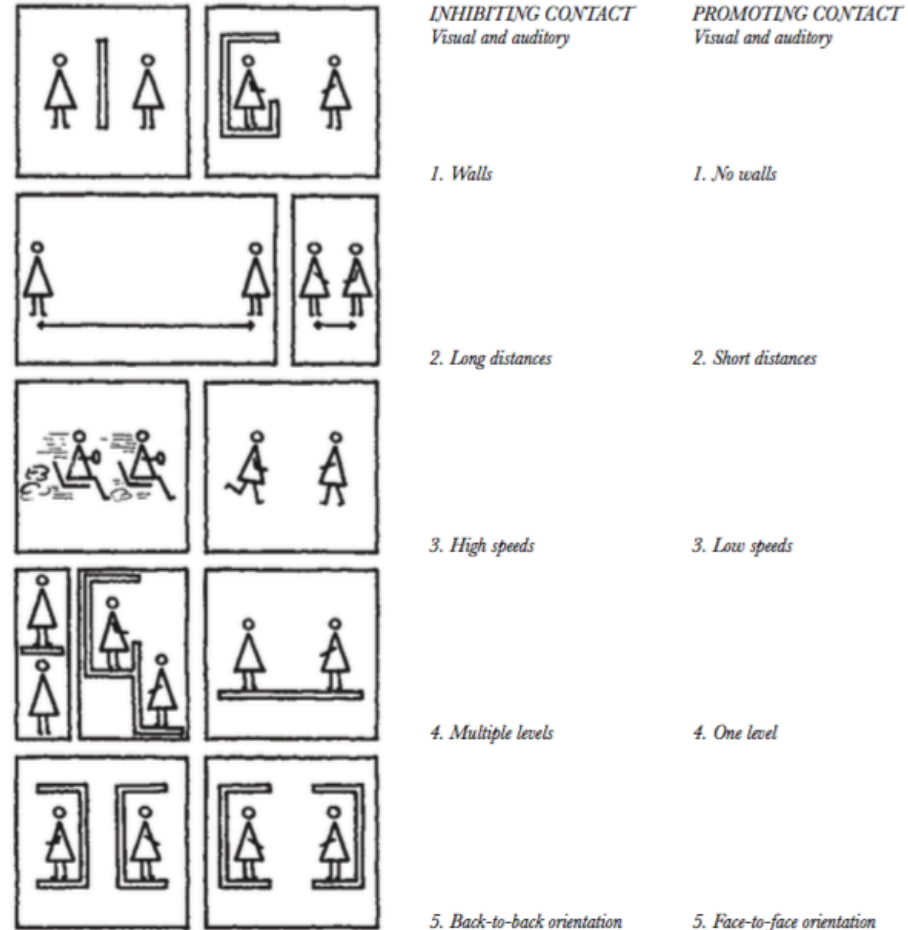 INHIBITING CONTACT
Visual and auditory
PROMOTING CONTACT
Visual and auditory
1. Walls
1. No walls
2. Long distances
2. Short distances
3. High speeds
3. Low speeds
4. Multiple levels
4. One level
5. Back-to-back orientation
5. Face-to-face orientation